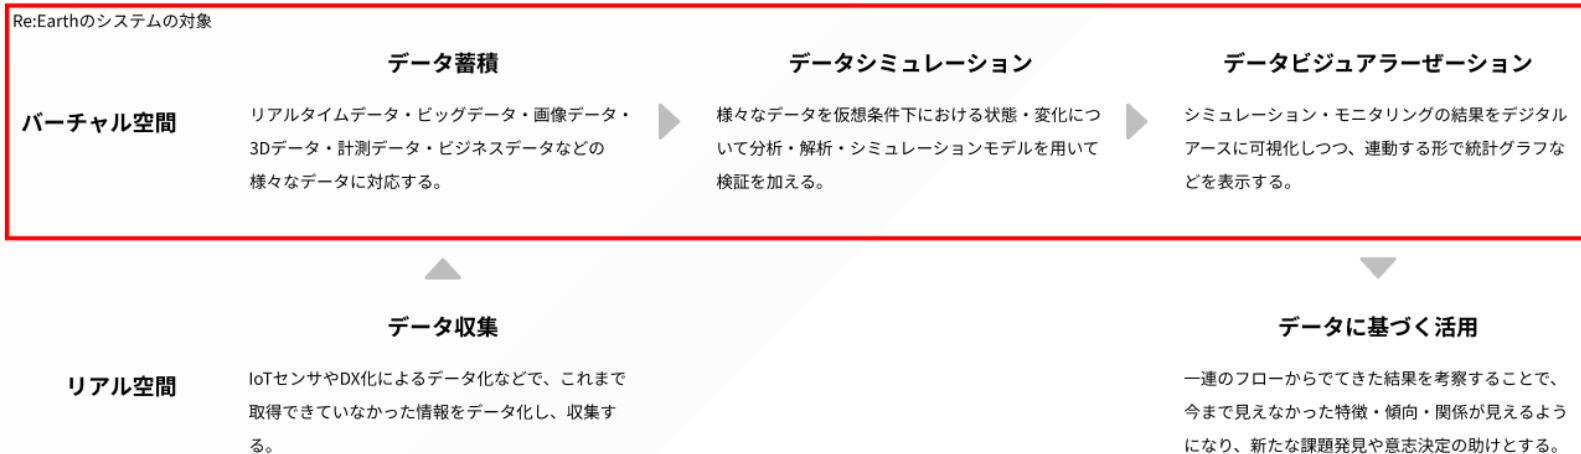 Re:Earthのシステムの対象
バーチャル空間
データ蓄積
リアルタイムデータ・ビッグデータ・画像データ・
3Dデータ・計測データ・ビジネスデータなどの
様々なデータに対応する。
データシミュレーション
様々なデータを仮想条件下における状態・変化につ
いて分析・解析・シミュレーションモデルを用いて
検証を加える。
データビジュアラーぜーション
シミュレーション・モニタリングの結果をデジタル
アースに可視化しつつ、連動する形で統計グラフな
どを表示する。
リアル空間
データ収集
IoTセンサやDX化によるデータ化などで、これまで
取得できていなかった情報をデータ化し、収集す
る。
データに基づく活用
一連のフローからでてきた結果を考察することで、
今まで見えなかった特徴・傾向・関係が見えるよう
になり、新たな課題発見や意志決定の助けとする。